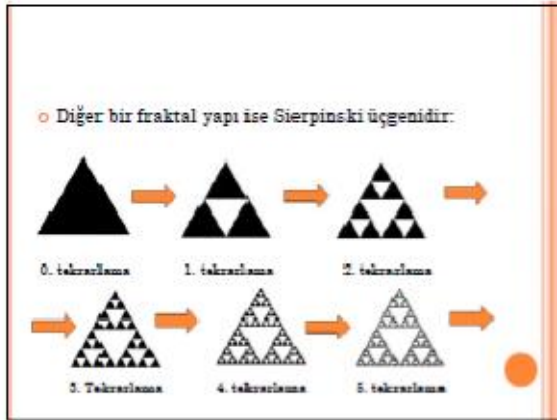 Diğer bir fraktal yapı ise Sierpinski üçgenidir:
0. tekrarlama
1. tekrarlama
2. tekrarlama
3. Tekrarlama
4. tekrarlama
5. tekrarlama